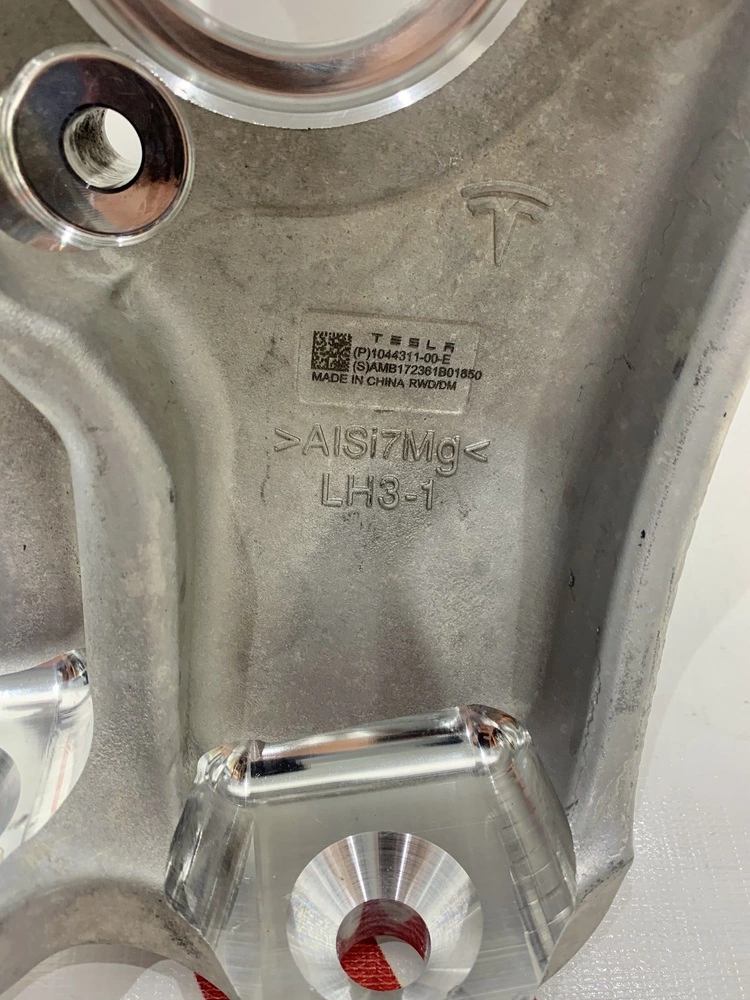 TESLA
(P)1044311-00-E
(S)AMB172361B01850
MADE IN CHINA RWD/DM
>AlSi7Mg<
LH3-1